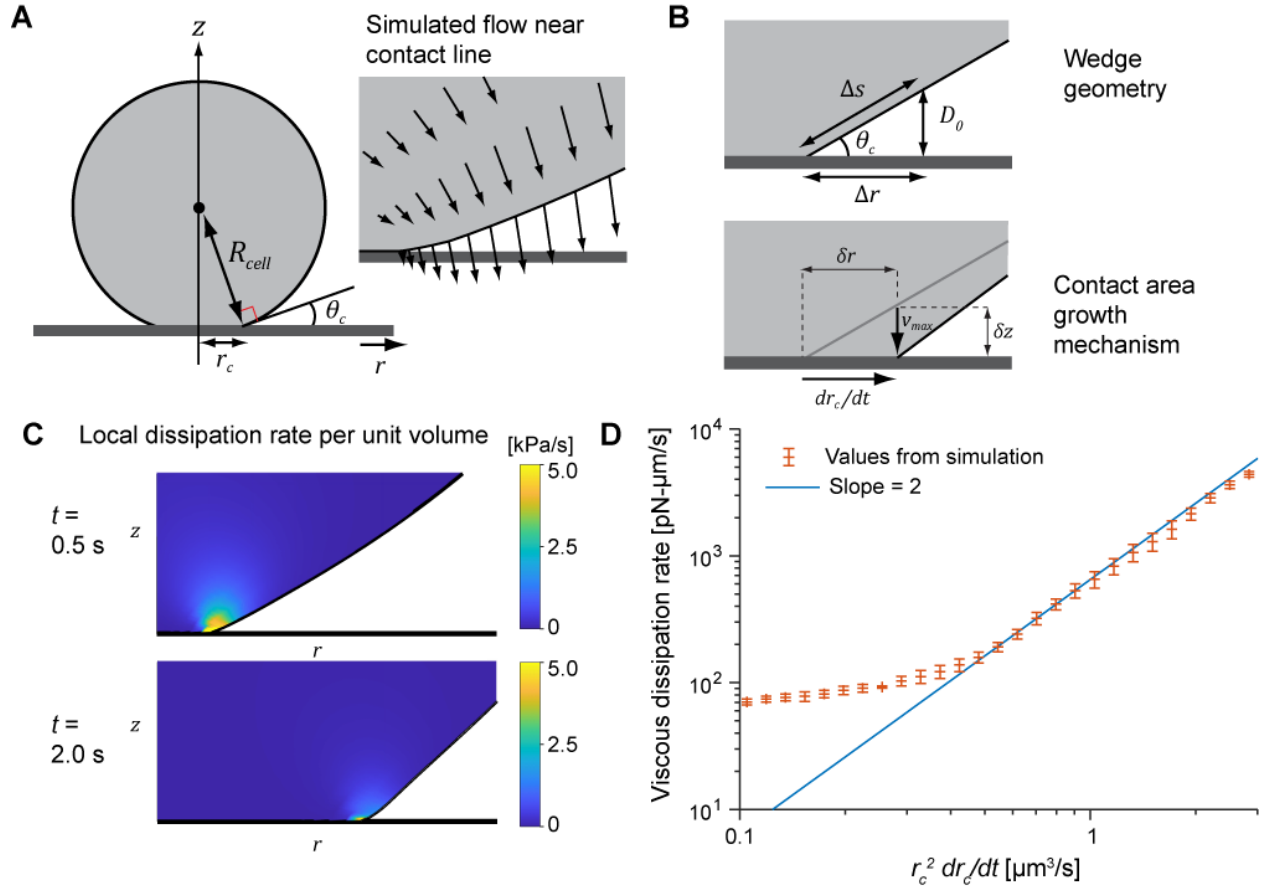 A
z
R_cell
θ_c
r_c
r
Simulated flow near
contact line
B
Δs
D_0
θ_c
Δr
Wedge
geometry
δr
v_max
δz
dr_c/dt
Contact area
growth
mechanism
C
Local dissipation rate per unit volume
[kPa/s]
t =
0.5 s
z
r
5.0
2.5
0
t =
2.0 s
z
r
5.0
2.5
0
D
Viscous dissipation rate [pN-μm/s]
10^4
10^3
10^2
10^1
Values from simulation
Slope = 2
0.1
1
r_c^2 dr_c/dt [μm^3/s]